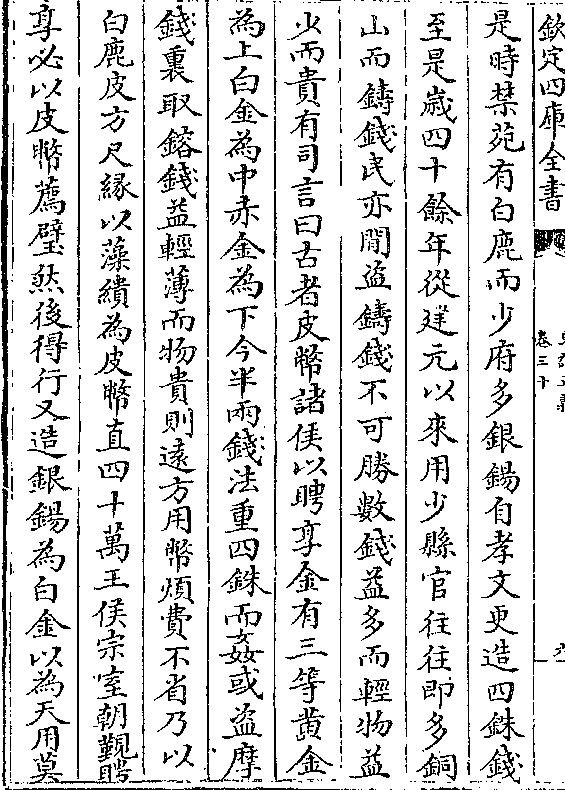 欽定四庫全書
卷三十
是時禁苑有白鹿而少府多銀錫自孝文更造四銖錢
至是嵗四十餘年從建元以來用少縣官往往即多銅
山而鑄錢民亦間盜鑄錢不可勝數錢益多而輕物益
少而貴有司言曰古者皮幣諸侯以聘享金有三等黃金
為上白金為中赤金為下今半兩錢法重四銖而姦或盜摩
錢裏取鎔錢益輕薄而物貴則逺方用幣煩費不省乃以
白鹿皮方尺緣以藻繢為皮幣直四十萬王侯宗室朝覲聘
享必以皮幣薦璧然後得行又造銀錫為白金以為天用莫